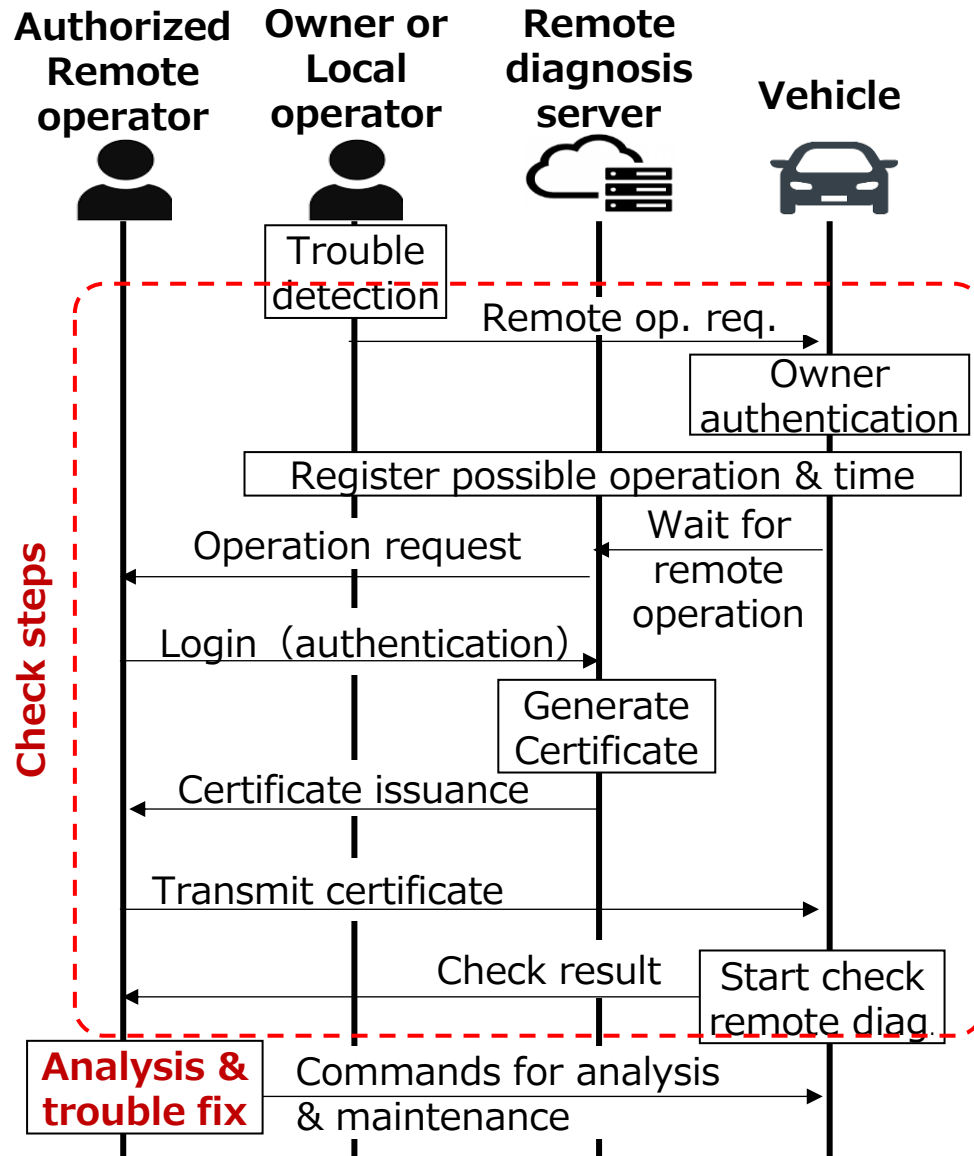 Authorized
Remote
operator
Owner or
Local
operator
Remote
diagnosis
server
Vehicle
Trouble
detection
Remote op. req.
Owner
authentication
Register possible operation & time
Wait for
remote
operation
Operation request
Login（authentication）
Generate
Certificate
Certificate issuance
Transmit certificate
Check result
Start check
remote diag.
Check steps
Analysis &
trouble fix
Commands for analysis
& maintenance